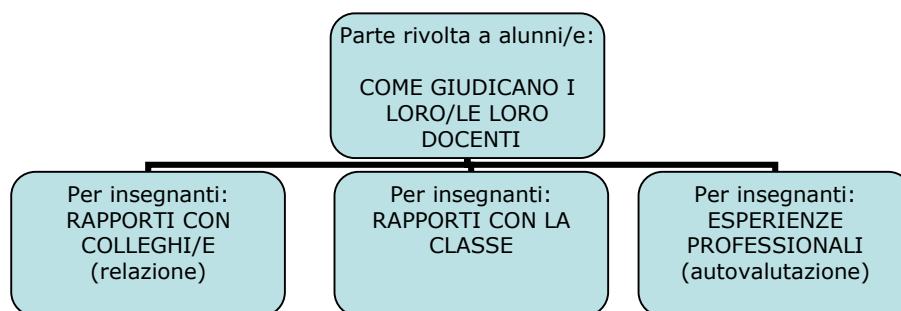 Parte rivolta a alunni/e:
COME GIUDICANO I
LORO/LE LORO
DOCENTI
Per insegnanti:
RAPPORTI CON
COLLEGHI/E
(relazione)
Per insegnanti:
RAPPORTI CON LA
CLASSE
Per insegnanti:
ESPERIENZE
PROFESSIONALI
(autovalutazione)